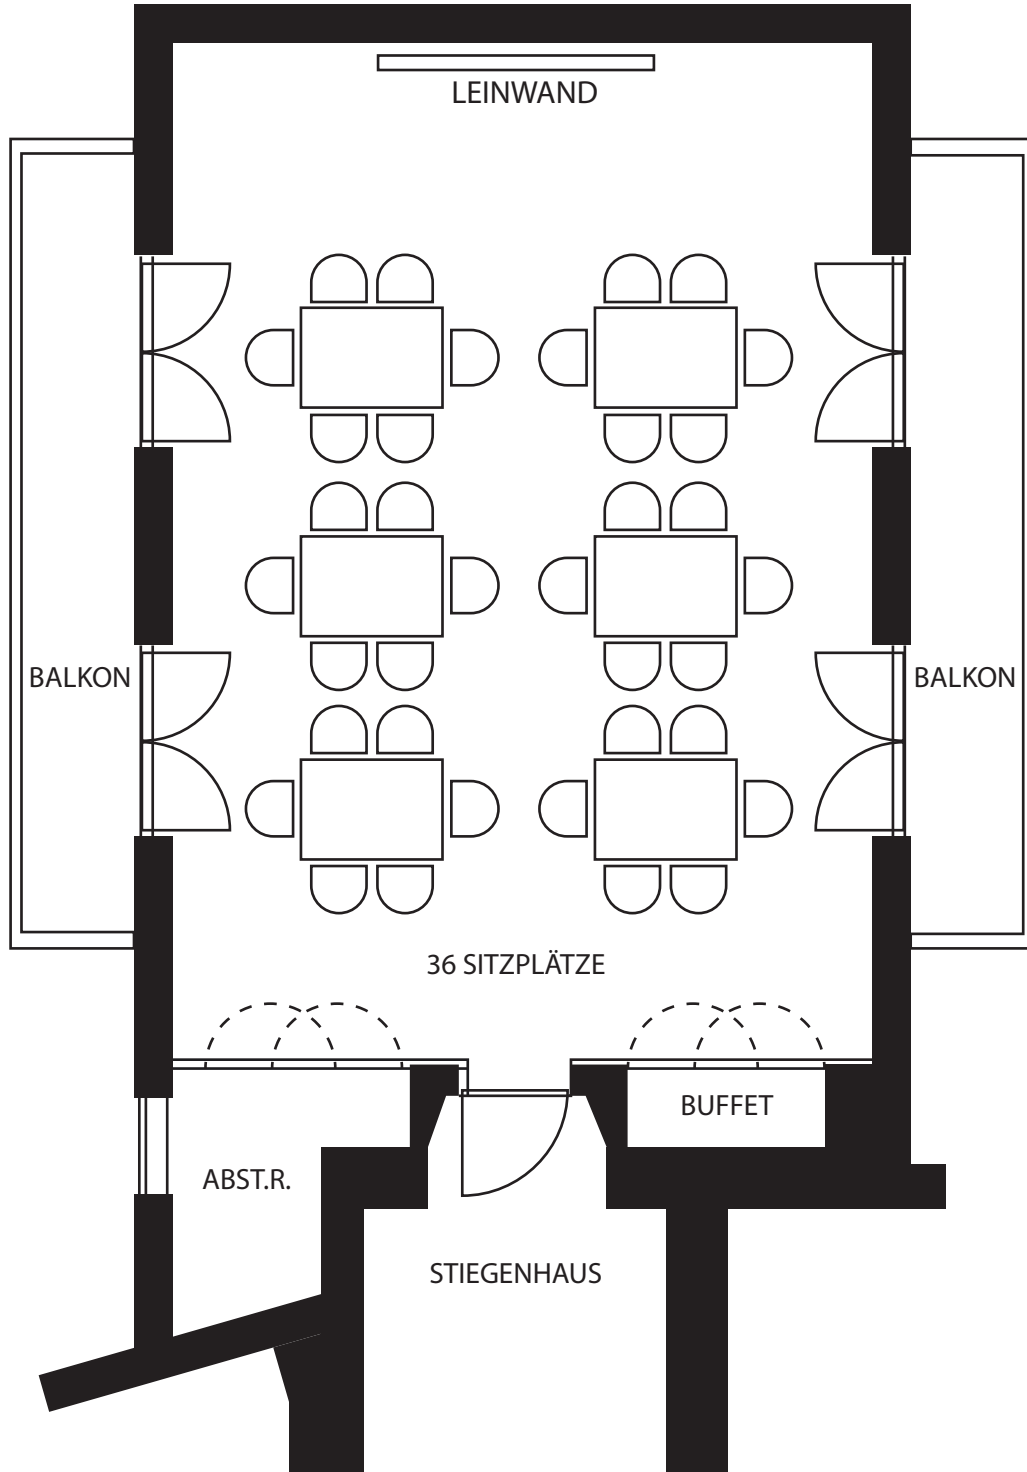 LEINWAND
BALKON
BALKON
36 SITZPLÄTZE
BUFFET
ABST.R.
STIEGENHAUS